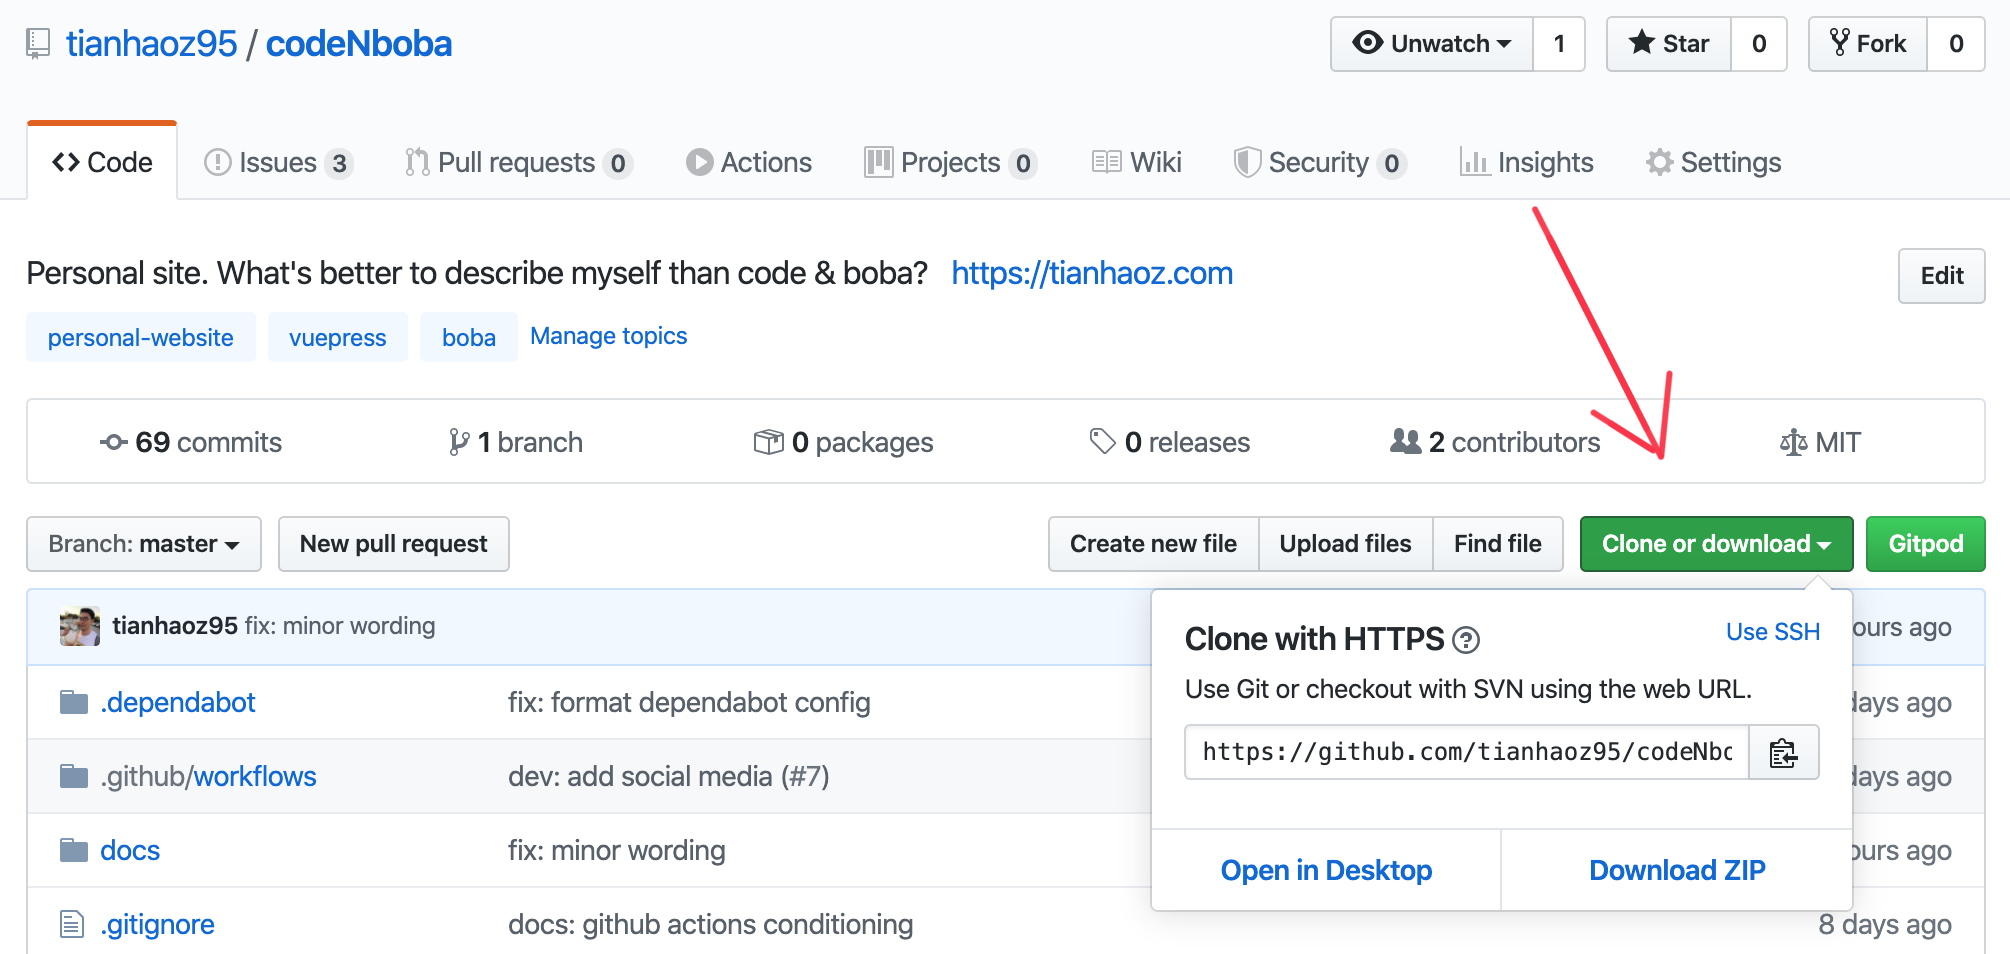 tianhaoz95 / codeNboba
Unwatch 1 Star 0 Fork 0
Code Issues 3 Pull requests 0 Actions Projects 0 Wiki Security 0 Insights Settings
Personal site. What's better to describe myself than code & boba? https://tianhaoz.com
Edit
personal-website vuepress boba Manage topics
69 commits 1 branch 0 packages 0 releases 2 contributors MIT
Branch: master New pull request Create new file Upload files Find file Clone or download Gitpod
tianhaoz95 fix: minor wording ours ago
Clone with HTTPS ? Use SSH
Use Git or checkout with SVN using the web URL.
https://github.com/tianhaoz95/codeNbo
Open in Desktop Download ZIP
.dependabot fix: format dependabot config days ago
.github/workflows dev: add social media (#7) days ago
docs fix: minor wording ours ago
.gitignore docs: github actions conditioning 8 days ago